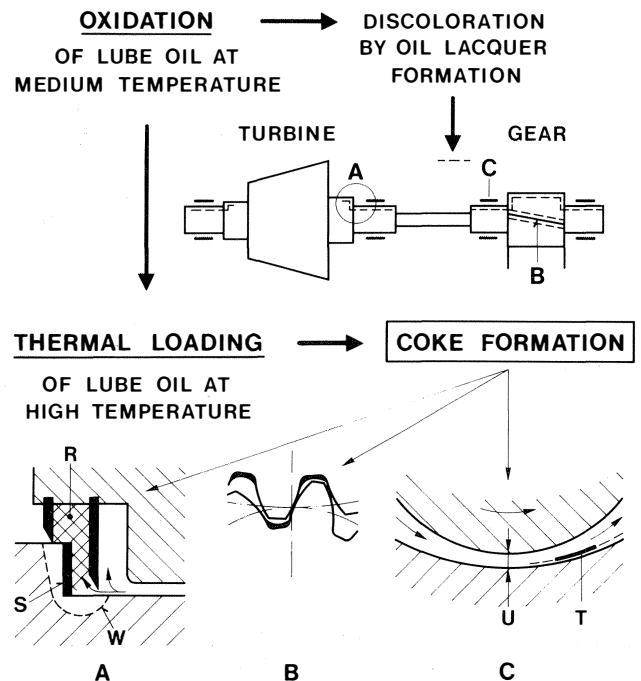 OXIDATION
OF LUBE OIL AT
MEDIUM TEMPERATURE
DISCOLORATION
BY OIL LACQUER
FORMATION
TURBINE
GEAR
A
C
B
THERMAL LOADING
OF LUBE OIL AT
HIGH TEMPERATURE
COKE FORMATION
R
S
W
U
T
A
B
C